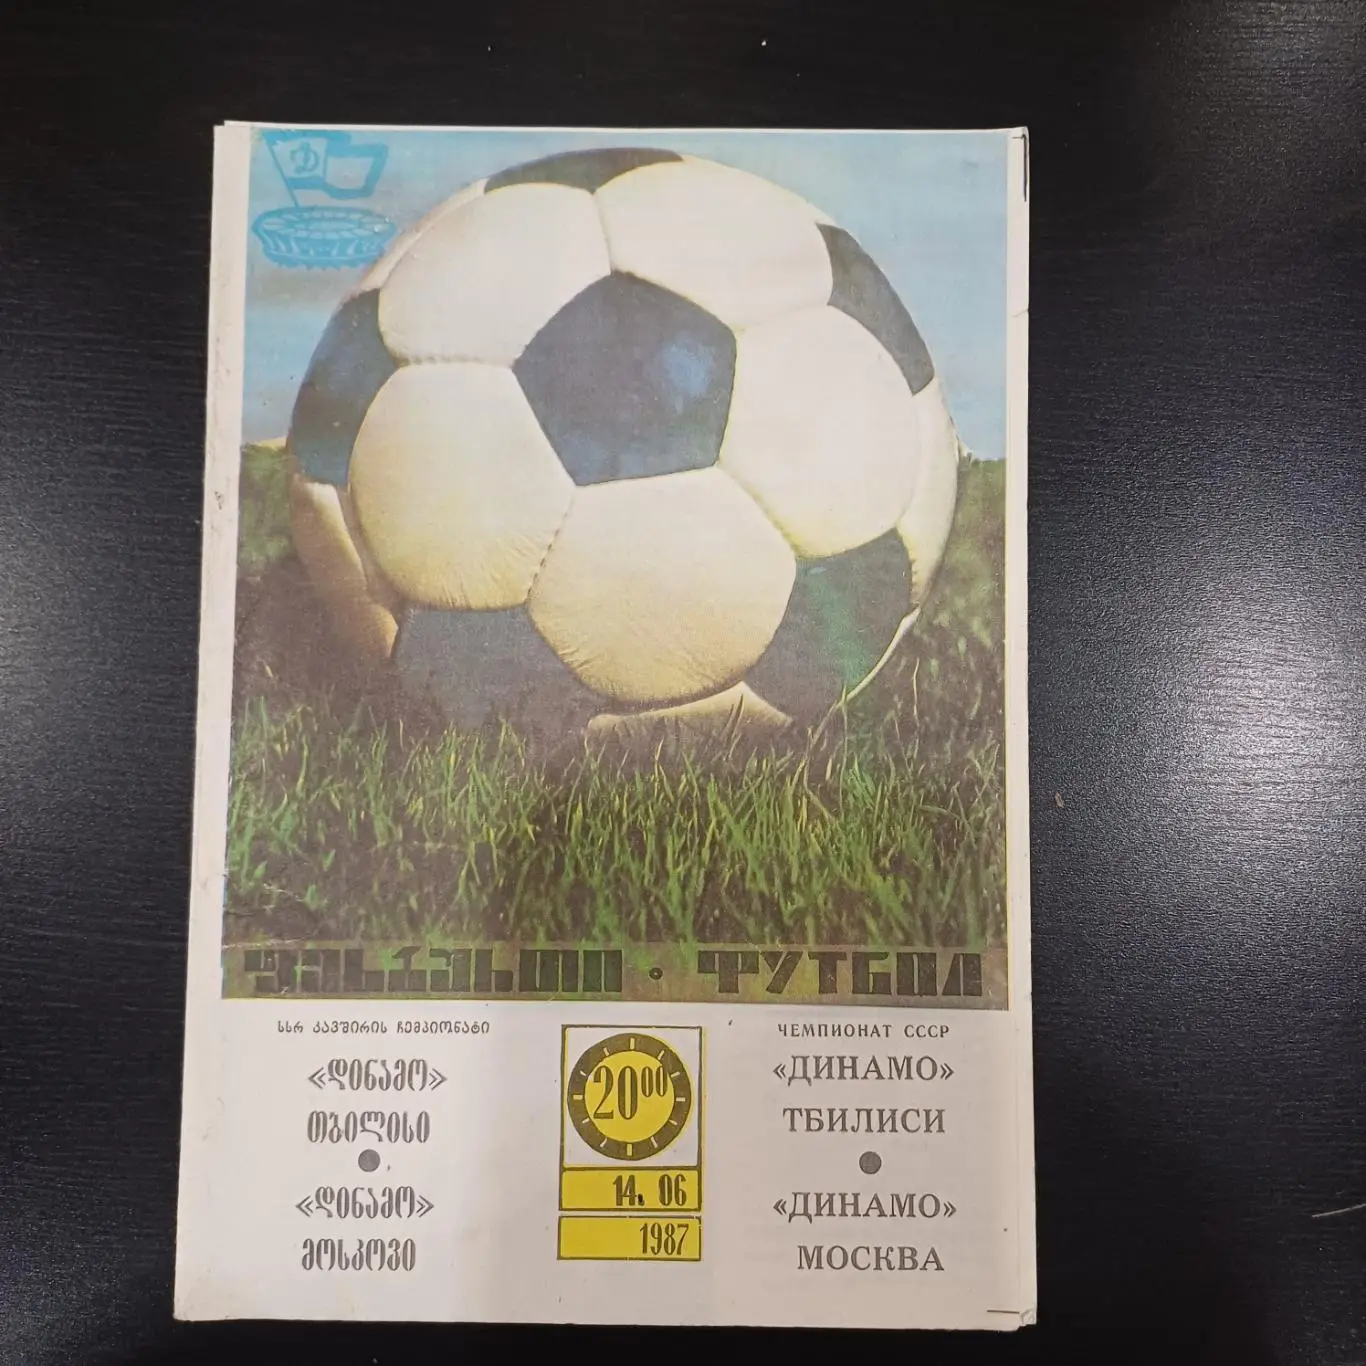 Д
ფეხბურთი • ФУТБОЛ
სსრ კავშირის ჩემპიონატი
«დინამო»
თბილისი
•
«დინამო»
მოსკოვი
20⁰⁰
14. 06
1987
ЧЕМПИОНАТ СССР
«ДИНАМО»
ТБИЛИСИ
•
«ДИНАМО»
МОСКВА